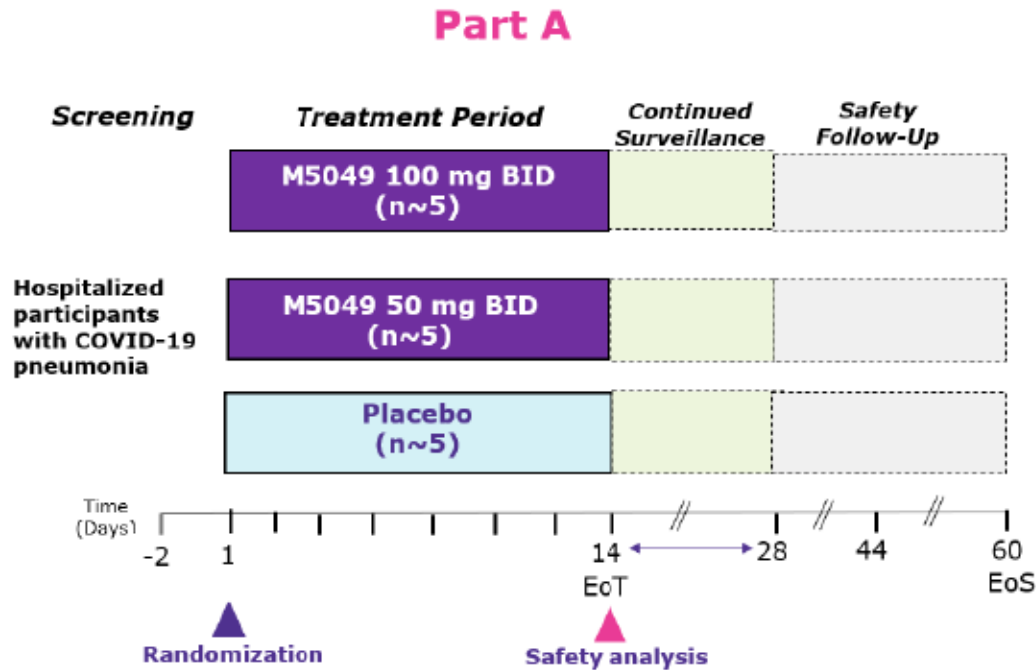 Part A
Screening
Treatment Period
Continued
Surveillance
Safety
Follow-Up
M5049 100 mg BID
(n~5)
Hospitalized
participants
with COVID-19
pneumonia
M5049 50 mg BID
(n~5)
Placebo
(n~5)
Time
(Days)
-2
1
14
28
44
60
EoT
EoS
Randomization
Safety analysis